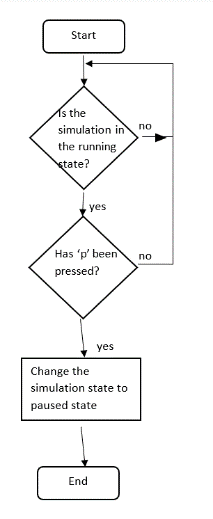 Start
Is the
simulation in
the running
state?
no
yes
Has ‘p’ been
pressed?
no
yes
Change the
simulation state to
paused state
End